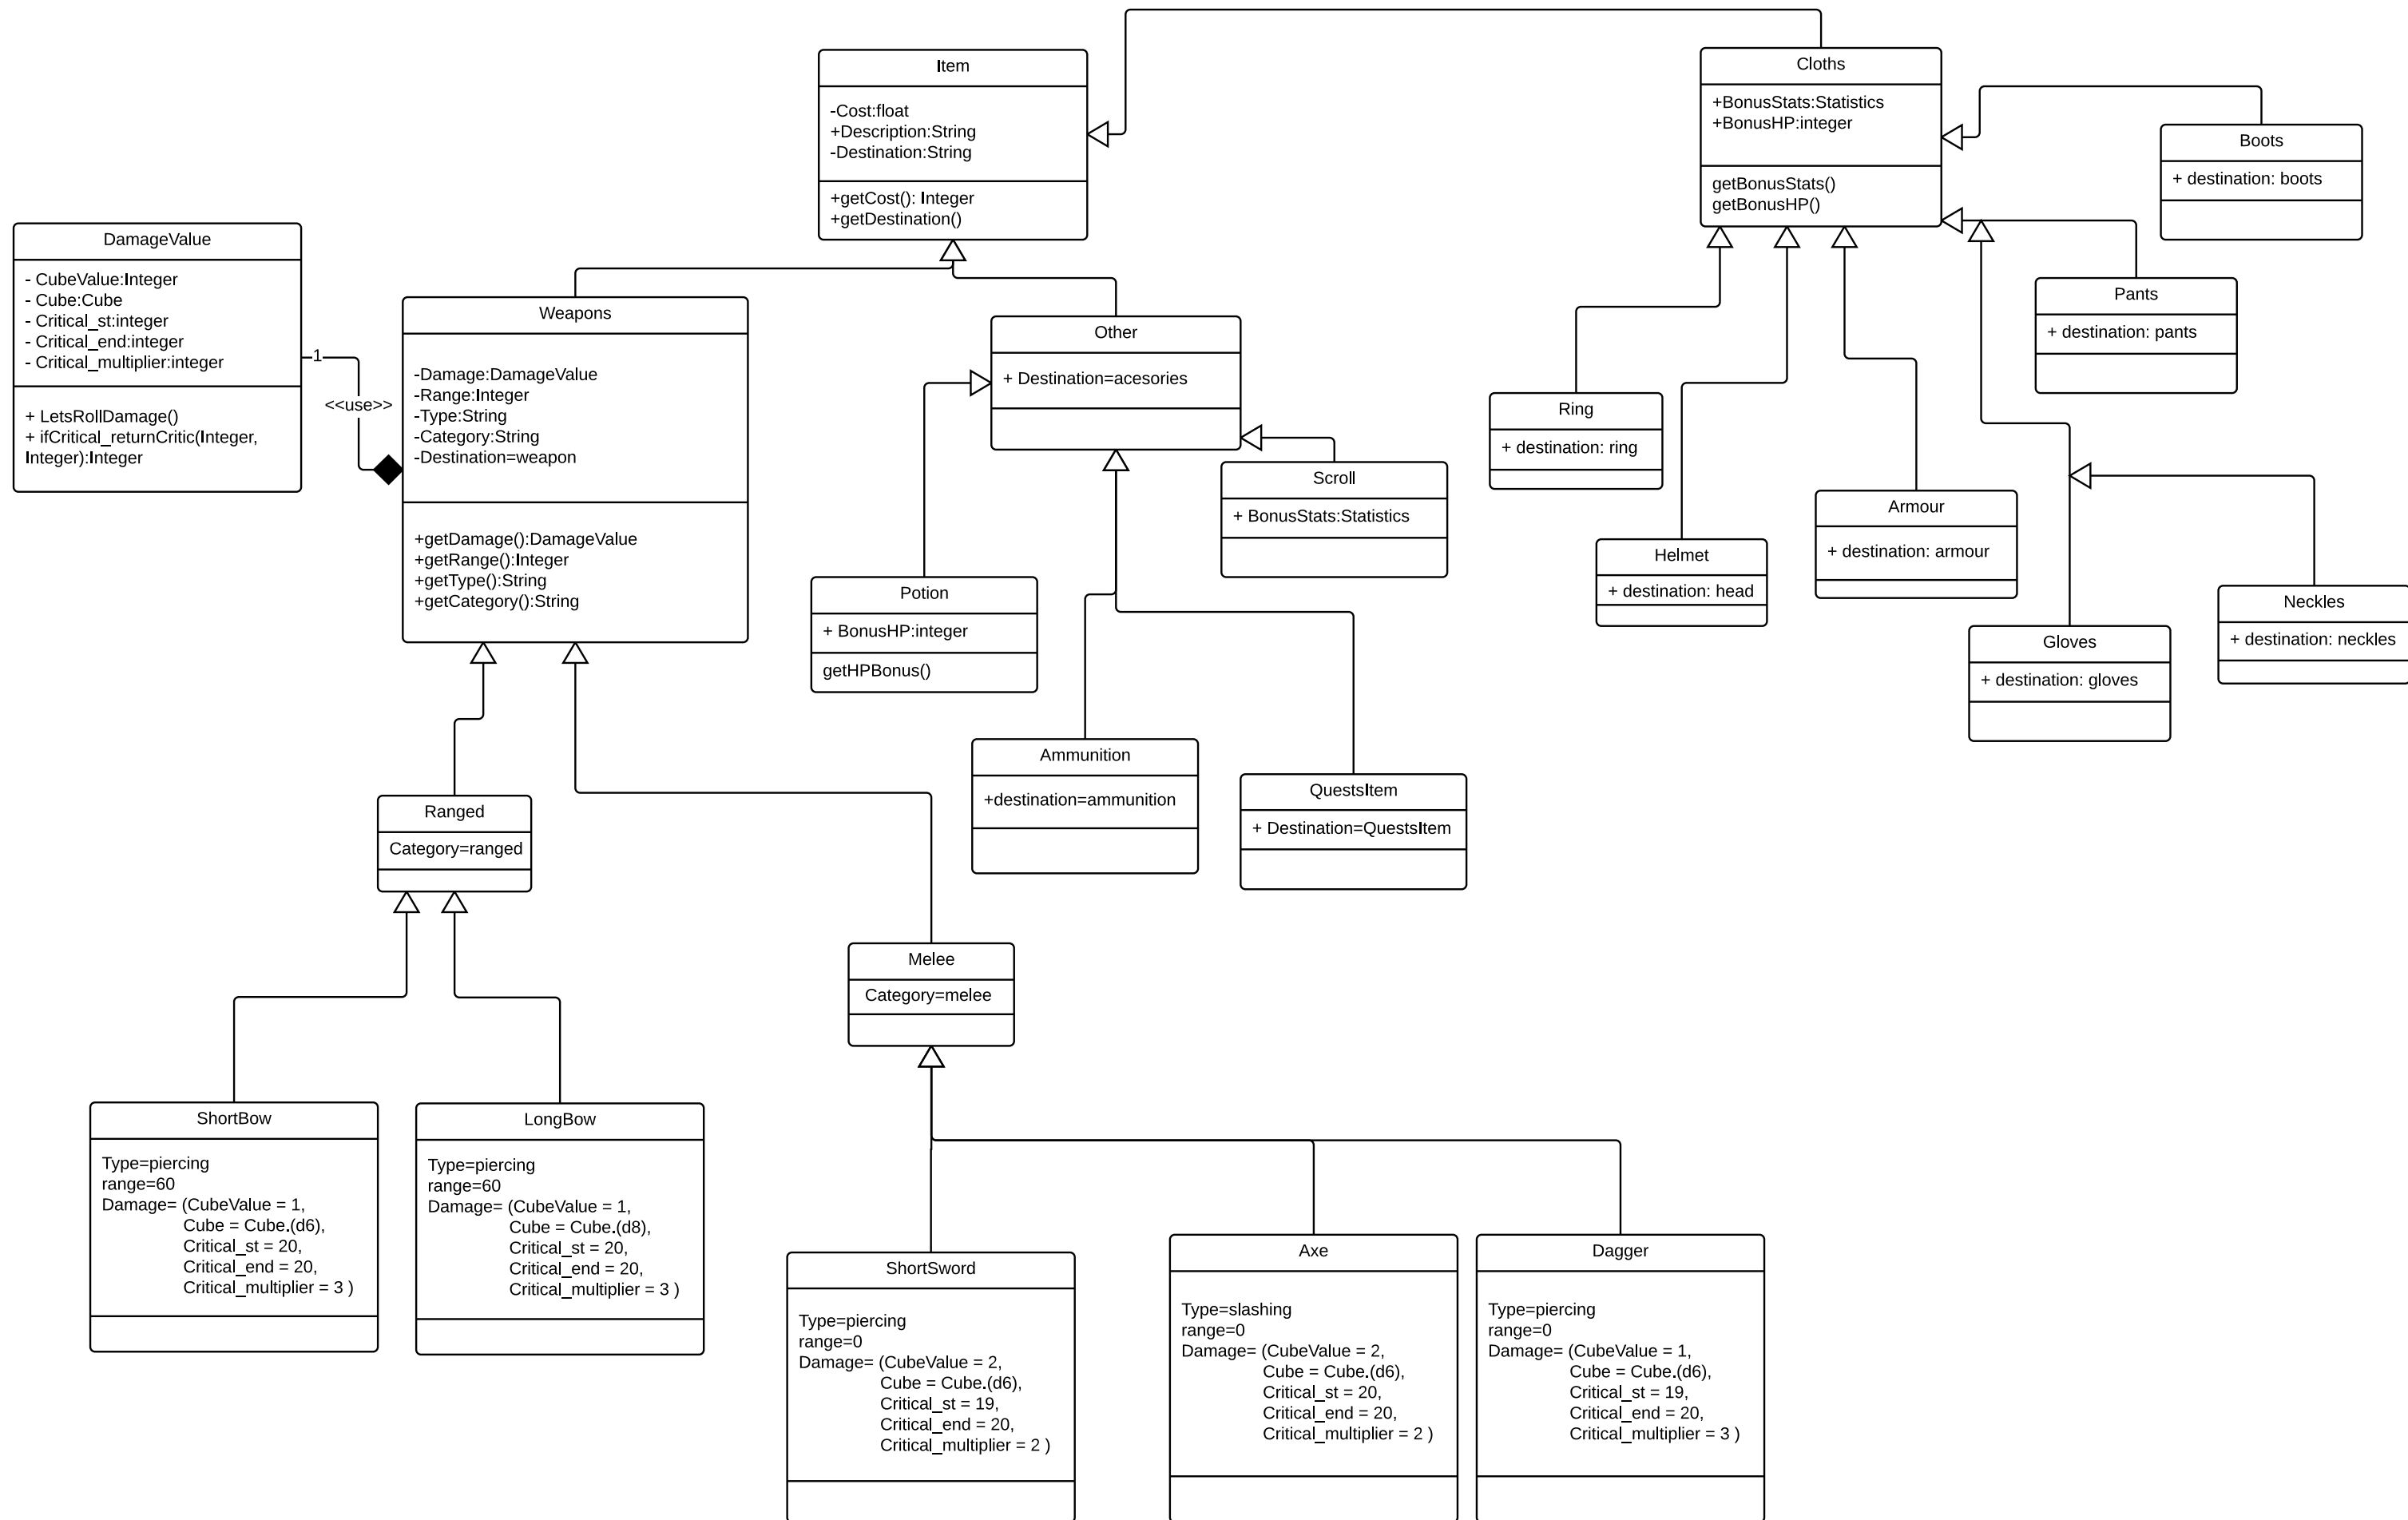 Item
-Cost:float
+Description:String
-Destination:String
+getCost(): Integer
+getDestination()
Cloths
+BonusStats:Statistics
+BonusHP:integer
getBonusStats()
getBonusHP()
Boots
+ destination: boots
DamageValue
- CubeValue:Integer
- Cube:Cube
- Critical_st:integer
- Critical_end:integer
- Critical_multiplier:integer
+ LetsRollDamage()
+ ifCritical_returnCritic(Integer,
Integer):Integer
1
<<use>>
Weapons
-Damage:DamageValue
-Range:Integer
-Type:String
-Category:String
-Destination=weapon
+getDamage():DamageValue
+getRange():Integer
+getType():String
+getCategory():String
Other
+ Destination=acesories
Pants
+ destination: pants
Ring
+ destination: ring
Scroll
+ BonusStats:Statistics
Armour
+ destination: armour
Helmet
+ destination: head
Potion
+ BonusHP:integer
getHPBonus()
Neckles
+ destination: neckles
Gloves
+ destination: gloves
Ammunition
+destination=ammunition
QuestsItem
+ Destination=QuestsItem
Ranged
Category=ranged
Melee
Category=melee
ShortBow
Type=piercing
range=60
Damage= (CubeValue = 1,
Cube = Cube.(d6),
Critical_st = 20,
Critical_end = 20,
Critical_multiplier = 3 )
LongBow
Type=piercing
range=60
Damage= (CubeValue = 1,
Cube = Cube.(d8),
Critical_st = 20,
Critical_end = 20,
Critical_multiplier = 3 )
ShortSword
Type=piercing
range=0
Damage= (CubeValue = 2,
Cube = Cube.(d6),
Critical_st = 19,
Critical_end = 20,
Critical_multiplier = 2 )
Axe
Type=slashing
range=0
Damage= (CubeValue = 2,
Cube = Cube.(d6),
Critical_st = 20,
Critical_end = 20,
Critical_multiplier = 2 )
Dagger
Type=piercing
range=0
Damage= (CubeValue = 1,
Cube = Cube.(d6),
Critical_st = 19,
Critical_end = 20,
Critical_multiplier = 3 )